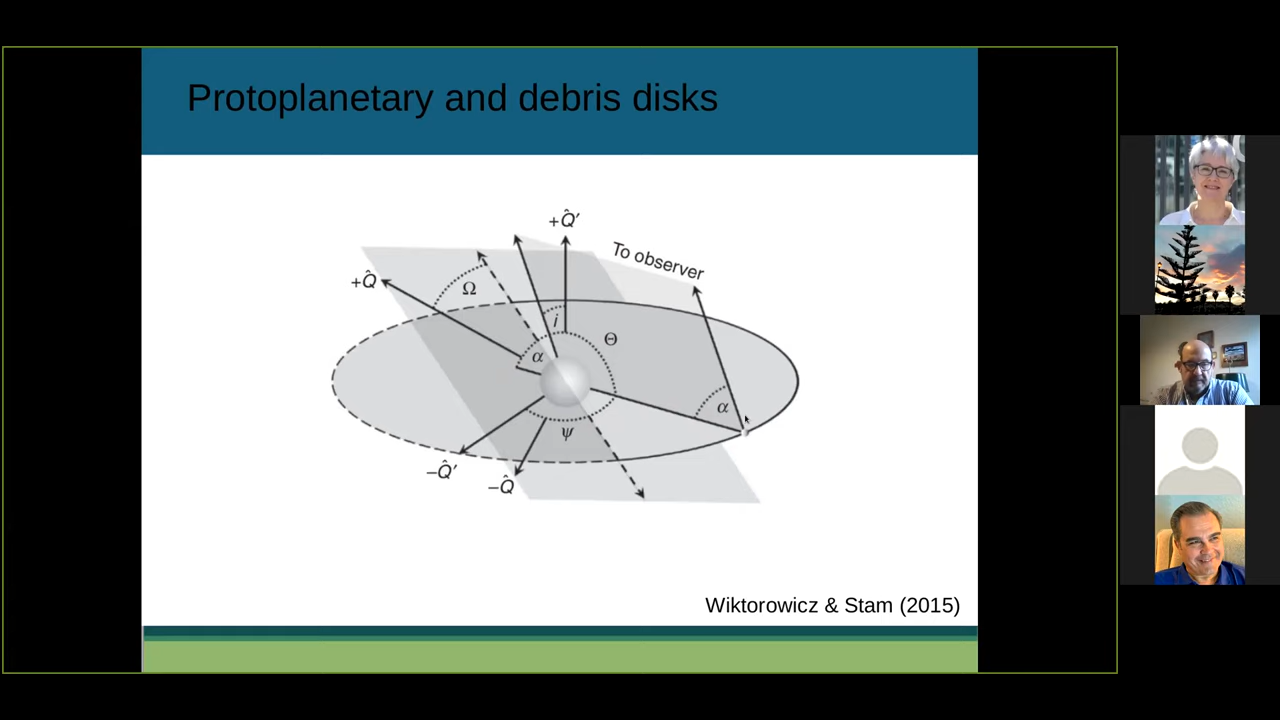 Protoplanetary and debris disks
+Q̂′
To observer
+Q̂
Ω
i
Θ
α
α
ψ
−Q̂′
−Q̂
Wiktorowicz & Stam (2015)